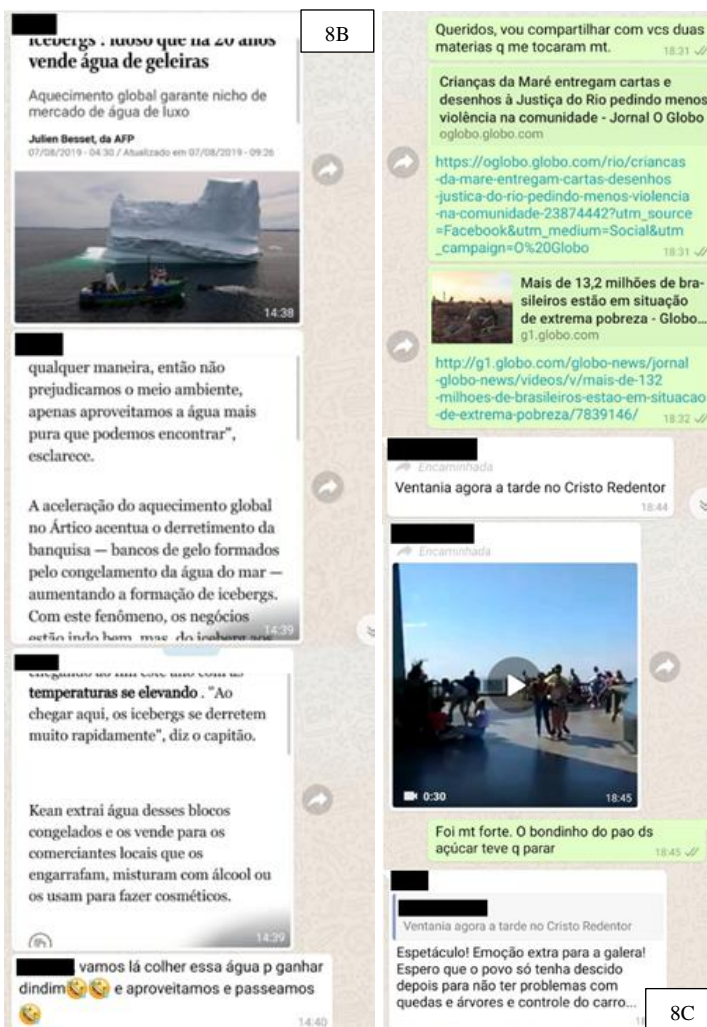 8B
icebergs': idoso que há 20 anos
vende água de geleiras
Aquecimento global garante nicho de
mercado de água de luxo
Julien Besset, da AFP
07/08/2019 - 04:30 / Atualizado em 07/08/2019 - 09:26
14:38
qualquer maneira, então não
prejudicamos o meio ambiente,
apenas aproveitamos a água mais
pura que podemos encontrar",
esclarece.
A aceleração do aquecimento global
no Ártico acentua o derretimento da
banquisa — bancos de gelo formados
pelo congelamento da água do mar —
aumentando a formação de icebergs.
Com este fenômeno, os negócios
estão indo bem, mas, do iceberg aos
14:39
chegando ao fim este ano com as
temperaturas se elevando . "Ao
chegar aqui, os icebergs se derretem
muito rapidamente", diz o capitão.
Kean extrai água desses blocos
congelados e os vende para os
comerciantes locais que os
engarrafam, misturam com álcool ou
os usam para fazer cosméticos.
14:39
vamos lá colher essa água p ganhar
dindim🤣🤣 e aproveitamos e passeamos
🤣
14:40
Queridos, vou compartilhar com vcs duas
materias q me tocaram mt.
18:31
Crianças da Maré entregam cartas e
desenhos à Justiça do Rio pedindo menos
violência na comunidade - Jornal O Globo
oglobo.globo.com
https://oglobo.globo.com/rio/criancas
-da-mare-entregam-cartas-desenhos
-justica-do-rio-pedindo-menos-violencia
-na-comunidade-23874442?utm_source
=Facebook&utm_medium=Social&utm
_campaign=O%20Globo
18:31
Mais de 13,2 milhões de bra-
sileiros estão em situação
de extrema pobreza - Globo...
g1.globo.com
http://g1.globo.com/globo-news/jornal
-globo-news/videos/v/mais-de-132
-milhoes-de-brasileiros-estao-em-situacao
-de-extrema-pobreza/7839146/
18:32
Encaminhada
Ventania agora a tarde no Cristo Redentor
18:44
Encaminhada
0:30
18:45
Foi mt forte. O bondinho do pao ds
açúcar teve q parar
18:45
Ventania agora a tarde no Cristo Redentor
Espetáculo! Emoção extra para a galera!
Espero que o povo só tenha descido
depois para não ter problemas com
quedas e árvores e controle do carro...
8C